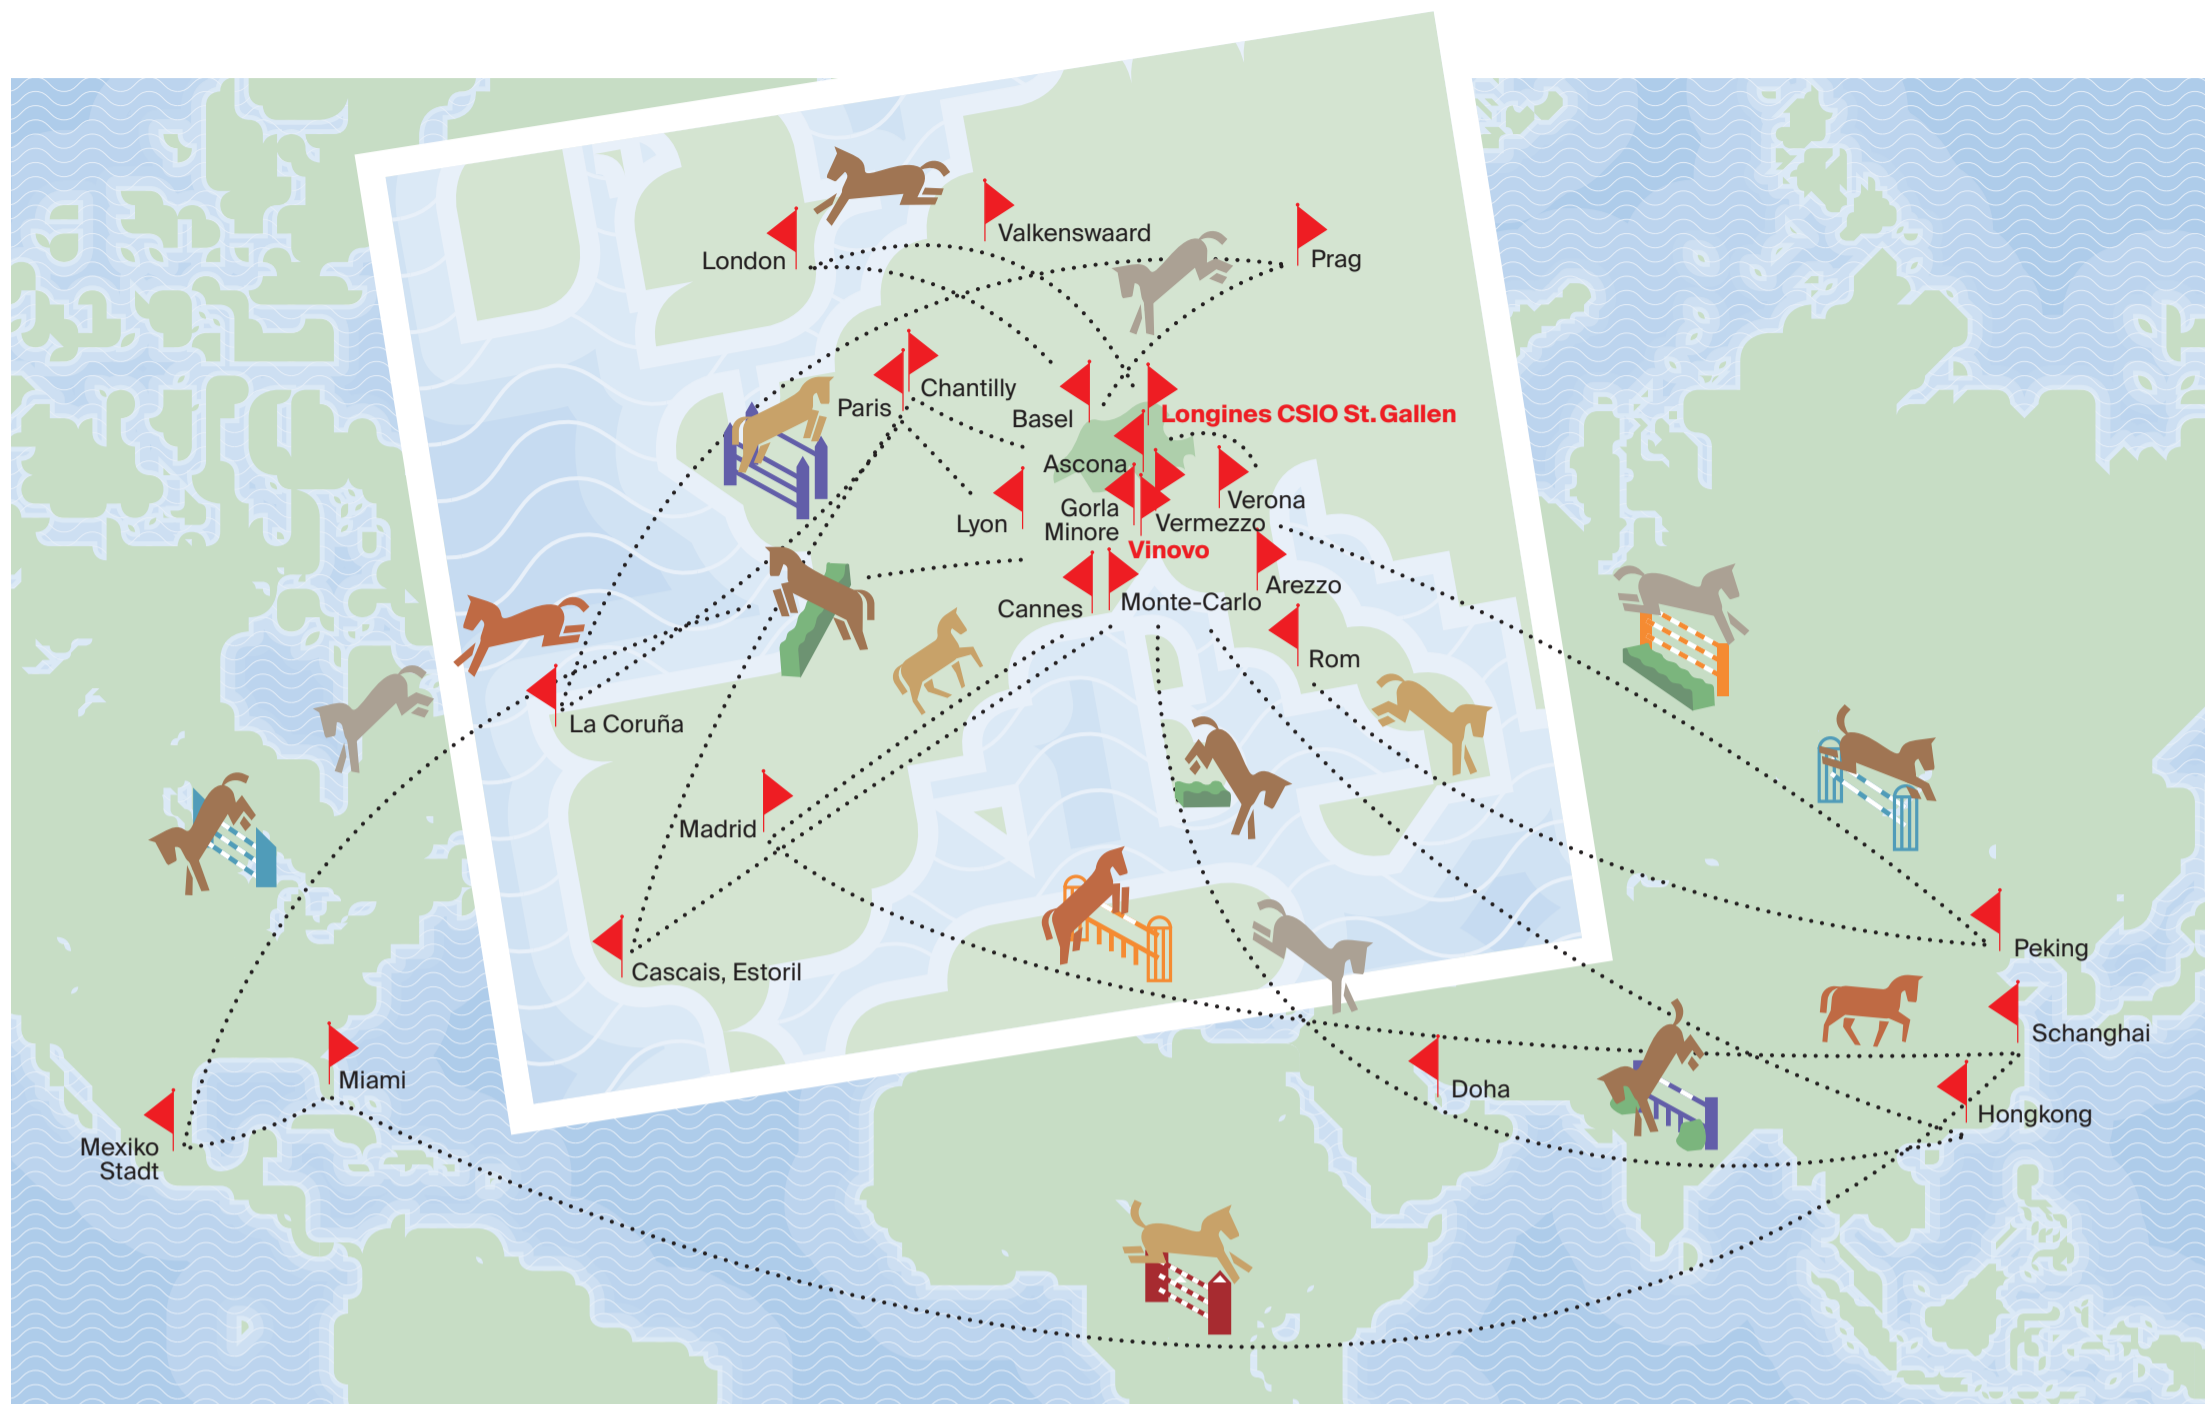 Valkenswaard
London
Prag
Chantilly
Paris
Basel
Longines CSIO St. Gallen
Ascona
Verona
Gorla
Minore
Lyon
Vermezzo
Vinovo
Arezzo
Cannes
Monte-Carlo
Rom
La Coruña
Madrid
Cascais, Estoril
Peking
Schanghai
Miami
Doha
Hongkong
Mexiko
Stadt